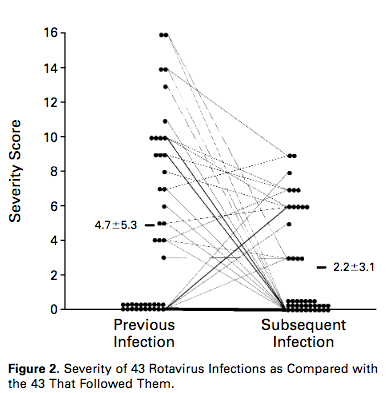 16
14
12
10
8
6
4
2
0
Severity Score
4.7±5.3
2.2±3.1
Previous Infection
Subsequent Infection
Figure 2. Severity of 43 Rotavirus Infections as Compared with
the 43 That Followed Them.